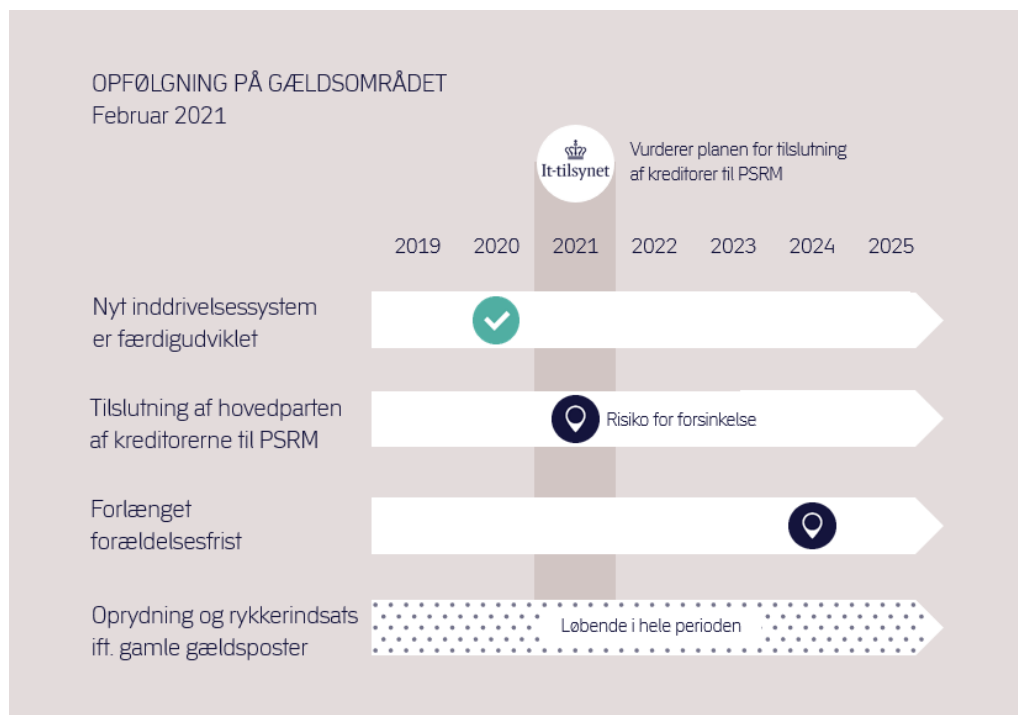 OPFØLGNING PÅ GÆLDSOMRÅDET
Februar 2021
It-tilsynet
Vurderer planen for tilslutning
af kreditorer til PSRM
2019 2020 2021 2022 2023 2024 2025
Nyt inddrivelsessystem
er færdigudviklet
Tilslutning af hovedparten
af kreditorerne til PSRM
Risiko for forsinkelse
Forlænget
forældelsesfrist
Oprydning og rykkerindsats
ift. gamle gældsposter
Løbende i hele perioden